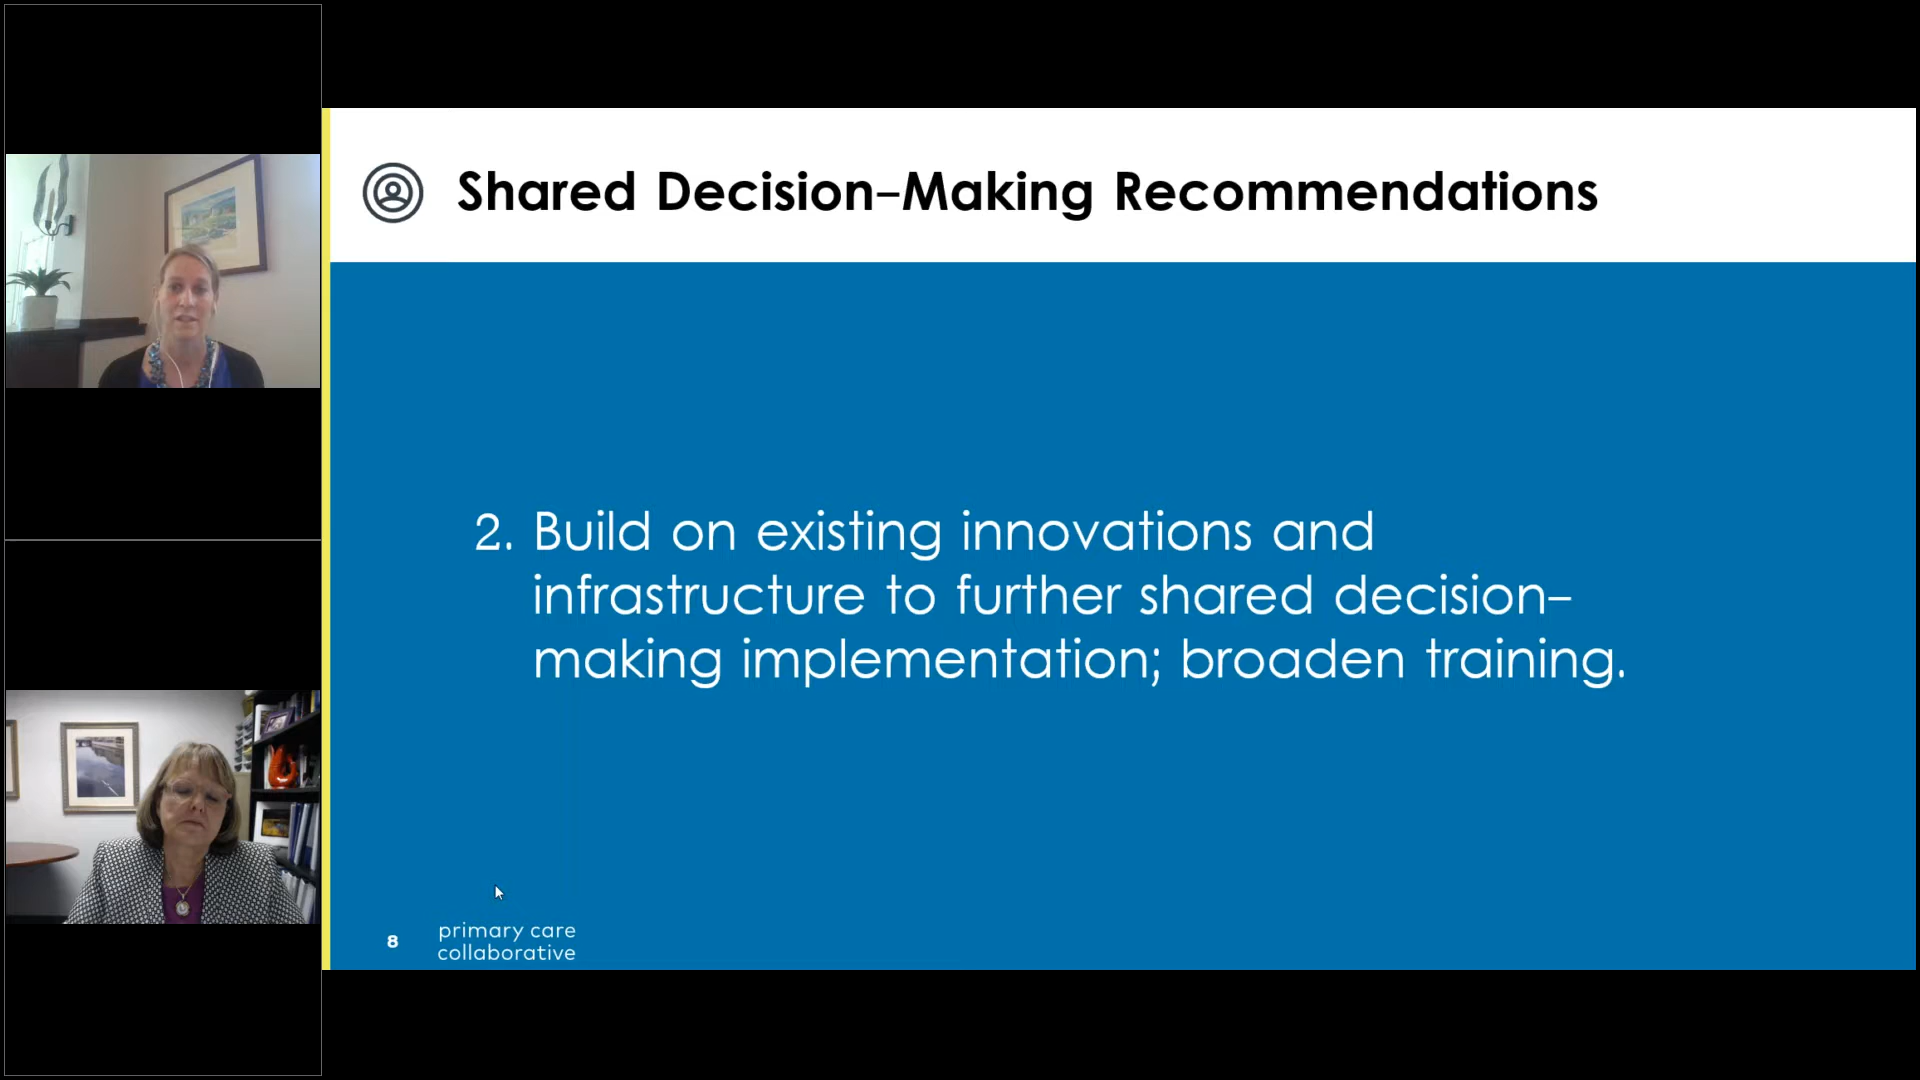 Shared Decision-Making Recommendations
2. Build on existing innovations and
infrastructure to further shared decision-
making implementation; broaden training.
8
primary care
collaborative